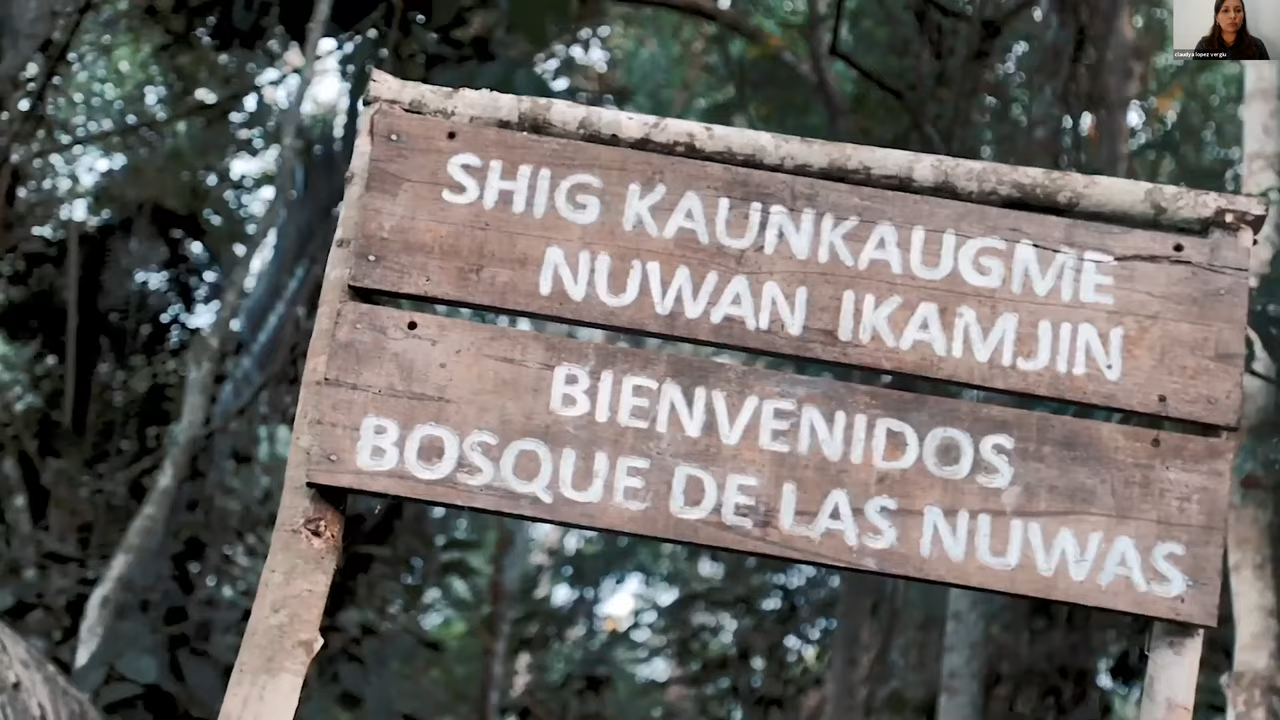 SHIG KAUNKAUGME
NUWAN IKAMJIN
BIENVENIDOS
BOSQUE DE LAS NUWAS
claudya lopez vergiu